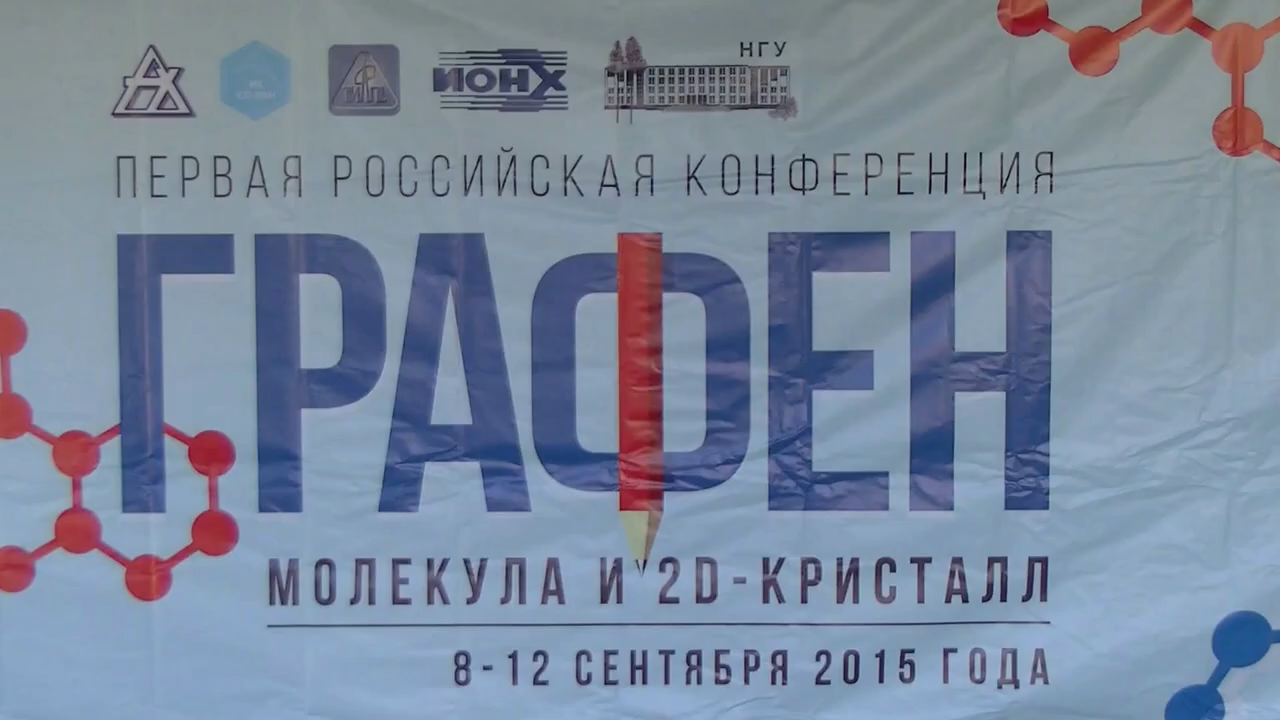 ИОНХ
НГУ
ПЕРВАЯ РОССИЙСКАЯ КОНФЕРЕНЦИЯ
ГРАФЕН
МОЛЕКУЛА И 2D-КРИСТАЛЛ
8-12 СЕНТЯБРЯ 2015 ГОДА